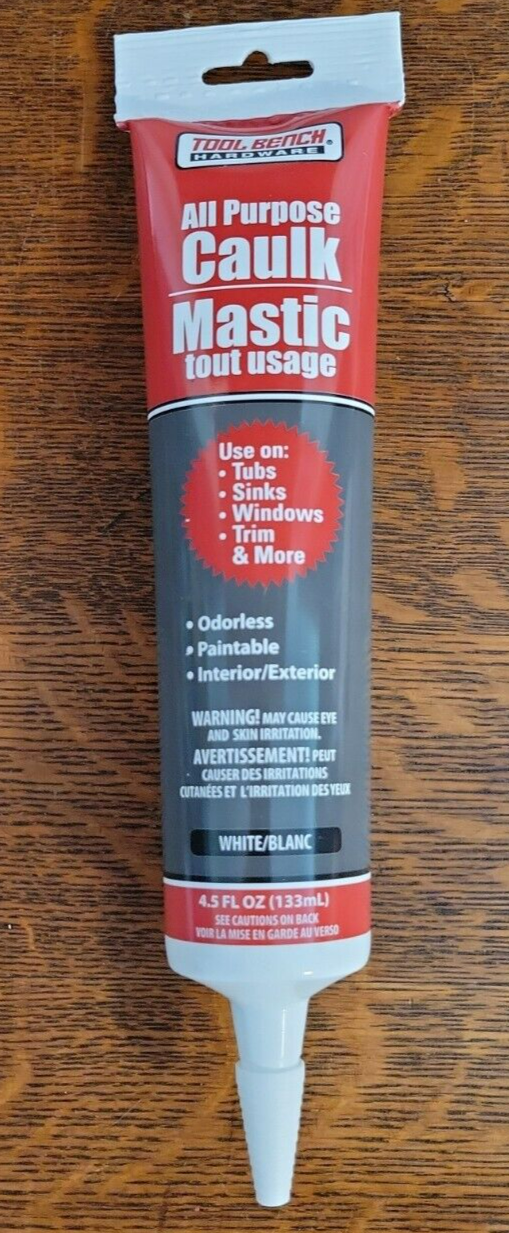 TOOL BENCH®
HARDWARE
All Purpose
Caulk
Mastic
tout usage
Use on:
• Tubs
• Sinks
• Windows
• Trim
& More
• Odorless
• Paintable
• Interior/Exterior
WARNING! MAY CAUSE EYE
AND SKIN IRRITATION.
AVERTISSEMENT! PEUT
CAUSER DES IRRITATIONS
CUTANÉES ET L'IRRITATION DES YEUX
WHITE/BLANC
4.5 FL OZ (133mL)
SEE CAUTIONS ON BACK
VOIR LA MISE EN GARDE AU VERSO